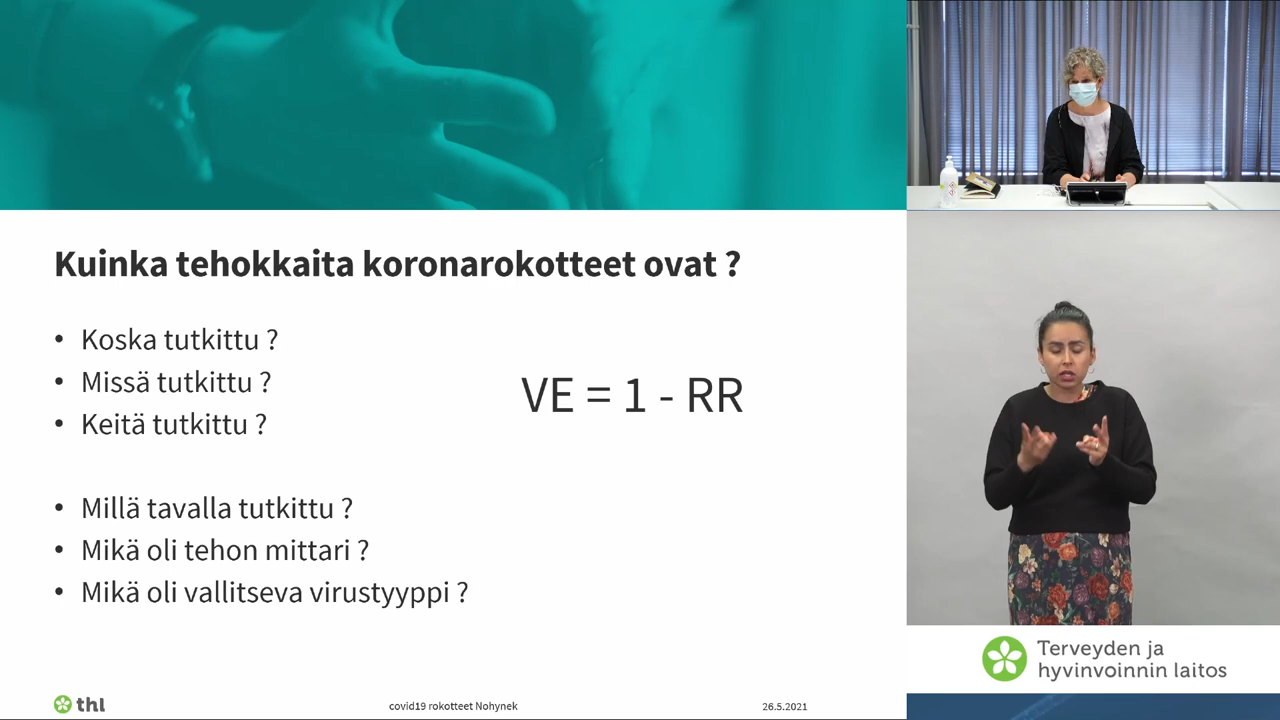 Kuinka tehokkaita koronarokotteet ovat ?
• Koska tutkittu ?
• Missä tutkittu ?
• Keitä tutkittu ?
VE = 1 - RR
• Millä tavalla tutkittu ?
• Mikä oli tehon mittari ?
• Mikä oli vallitseva virustyyppi ?
thl
covid19 rokotteet Nohynek
26.5.2021
Terveyden ja
hyvinvoinnin laitos